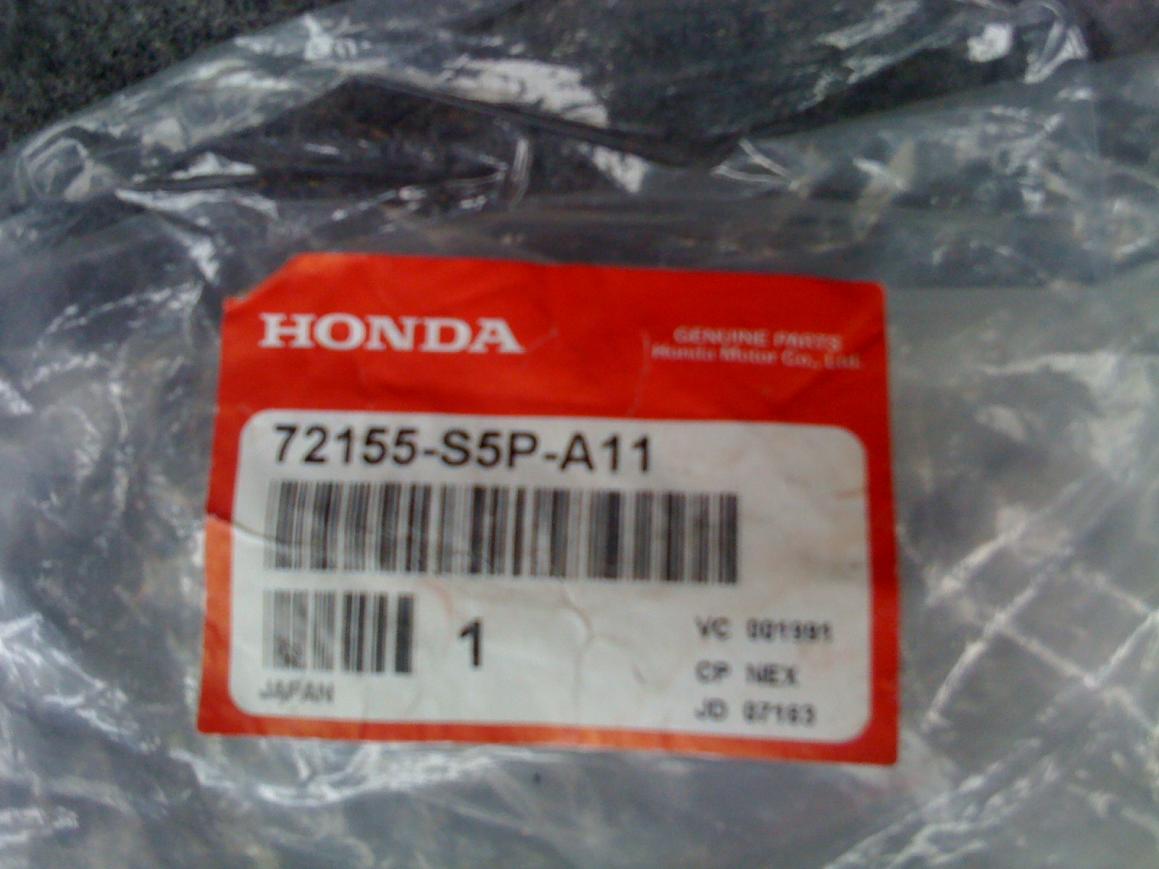 HONDA
GENUINE PARTS
Honda Motor Co., Ltd.
72155-S5P-A11
1
JAPAN
VC 001991
CP NEX
JD 07163